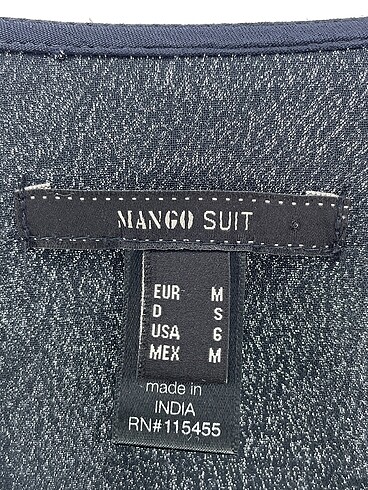 MANGO SUIT
EUR M
D S
USA 6
MEX M
made in
INDIA
RN#115455